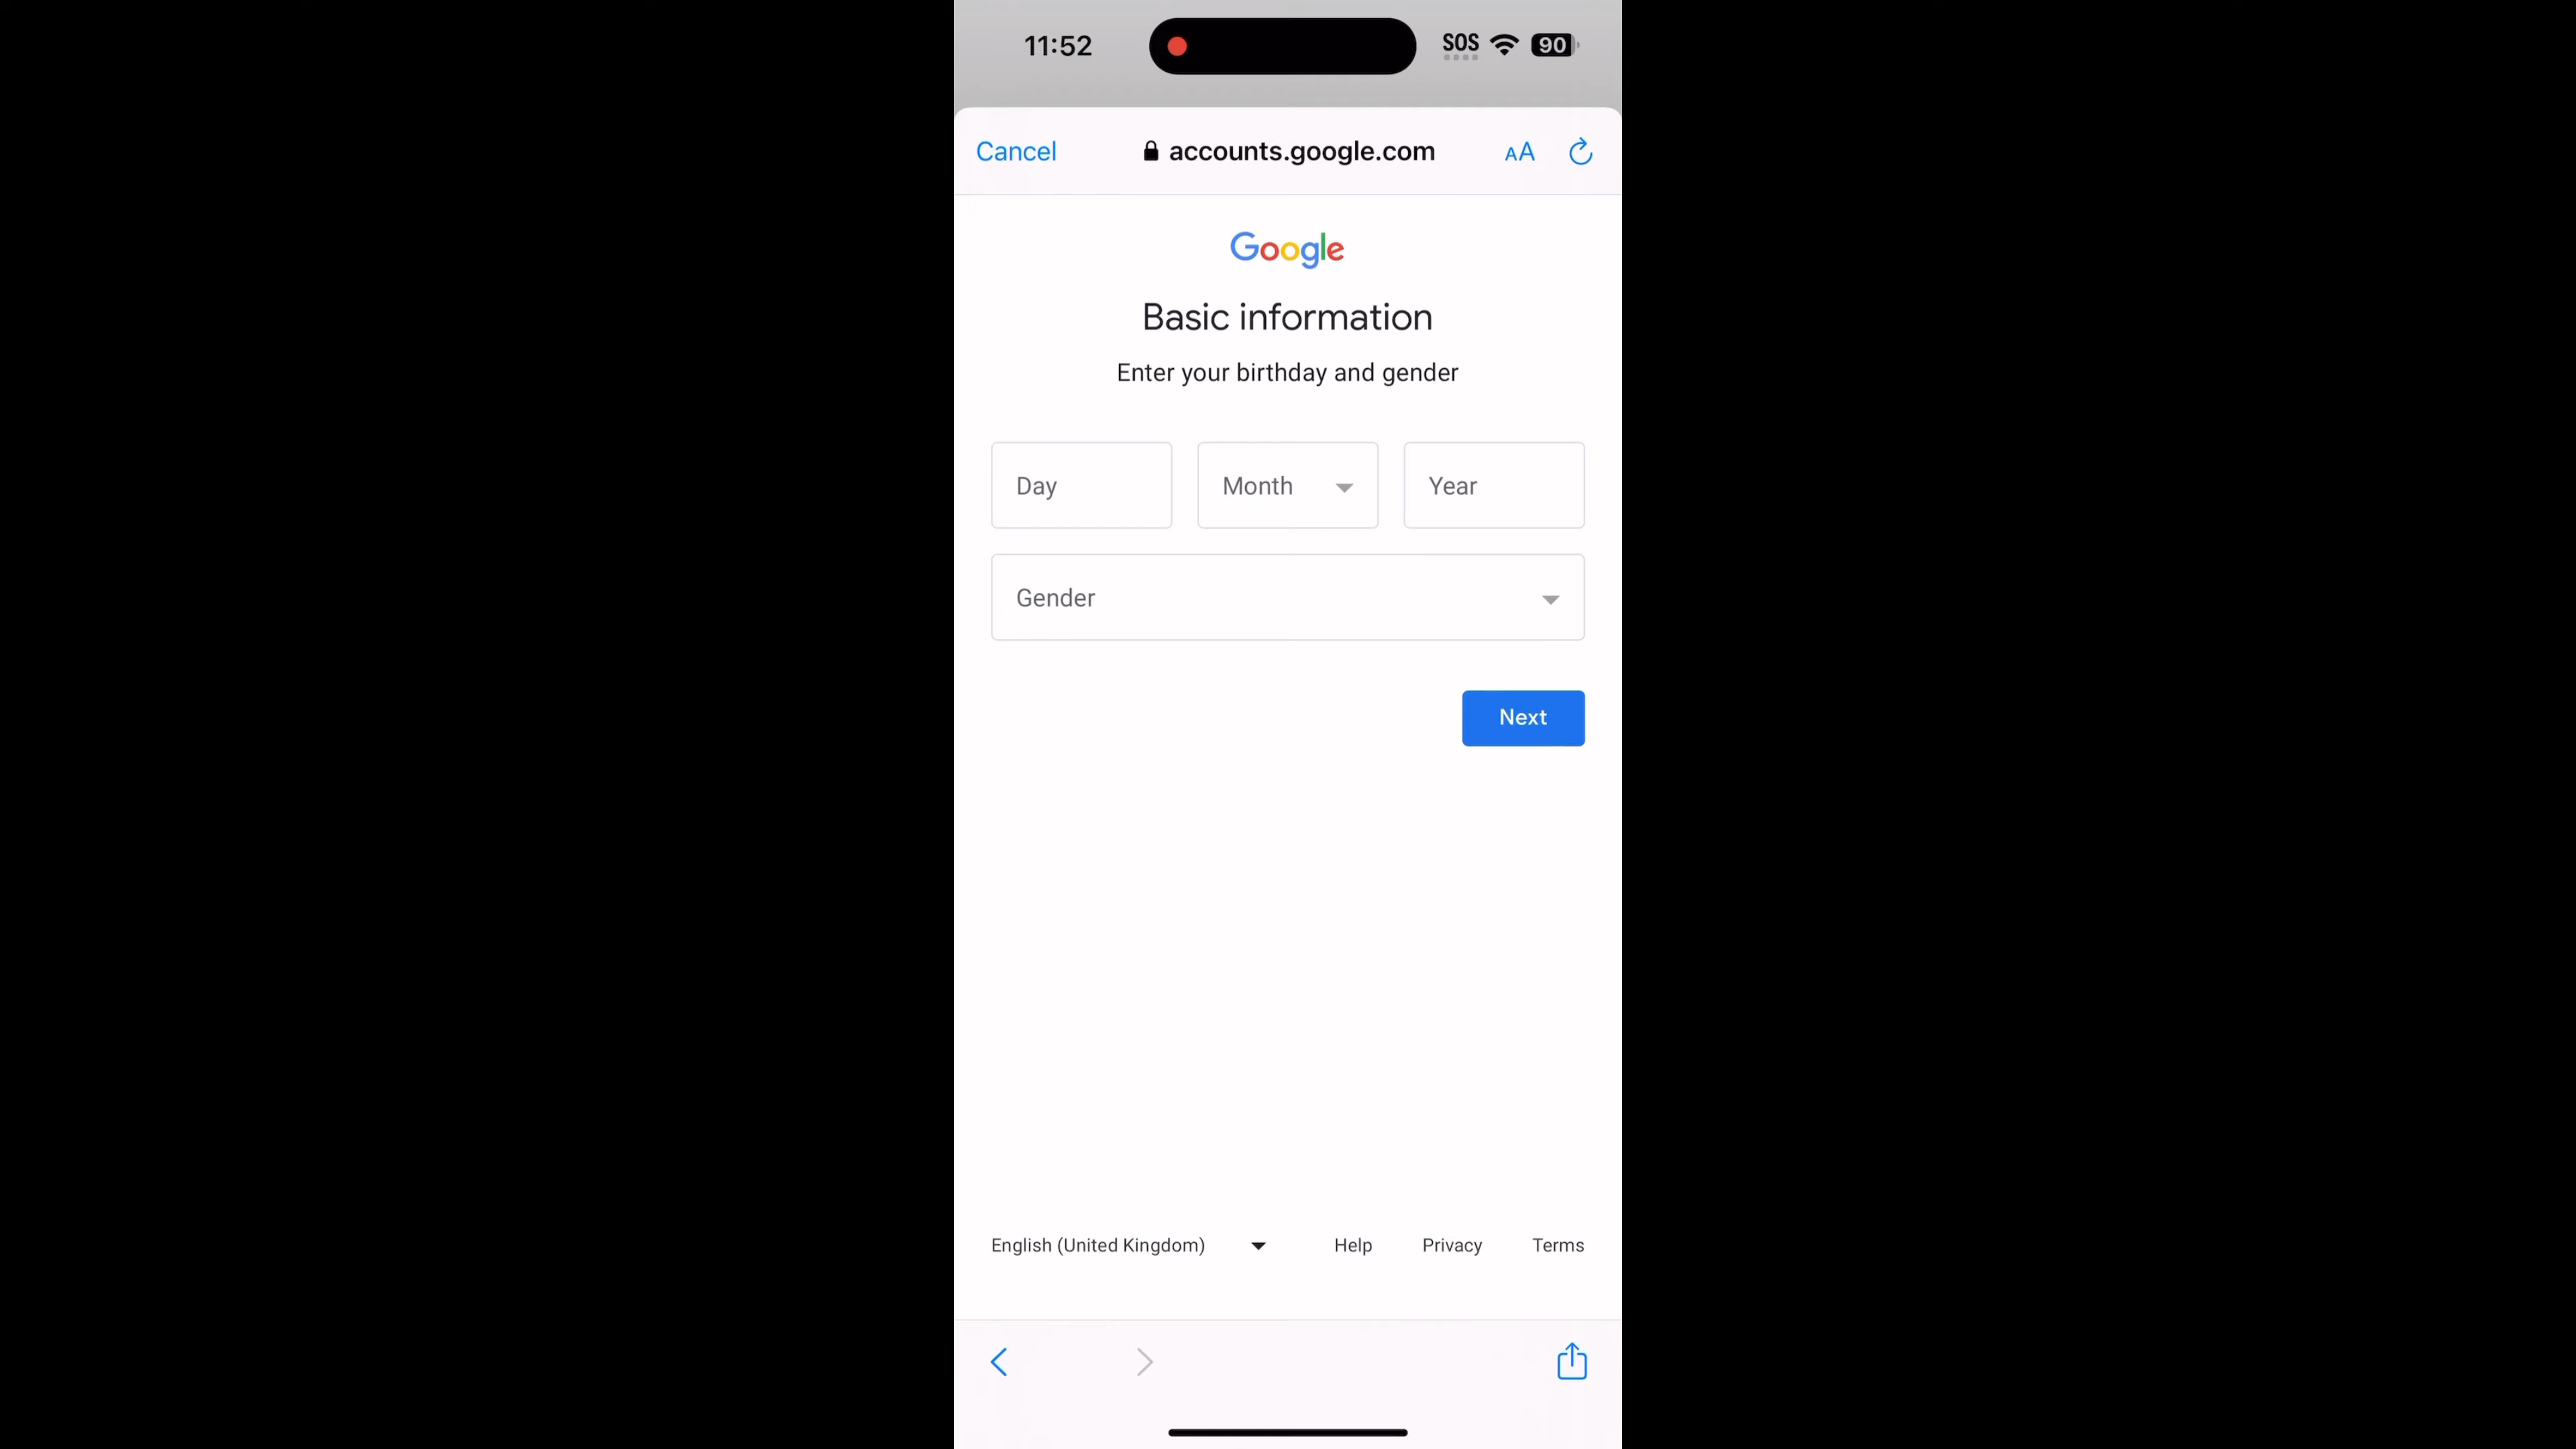 11:52 SOS 90
Cancel accounts.google.com AA
Google
Basic information
Enter your birthday and gender
Day Month Year
Gender
Next
English (United Kingdom) Help Privacy Terms